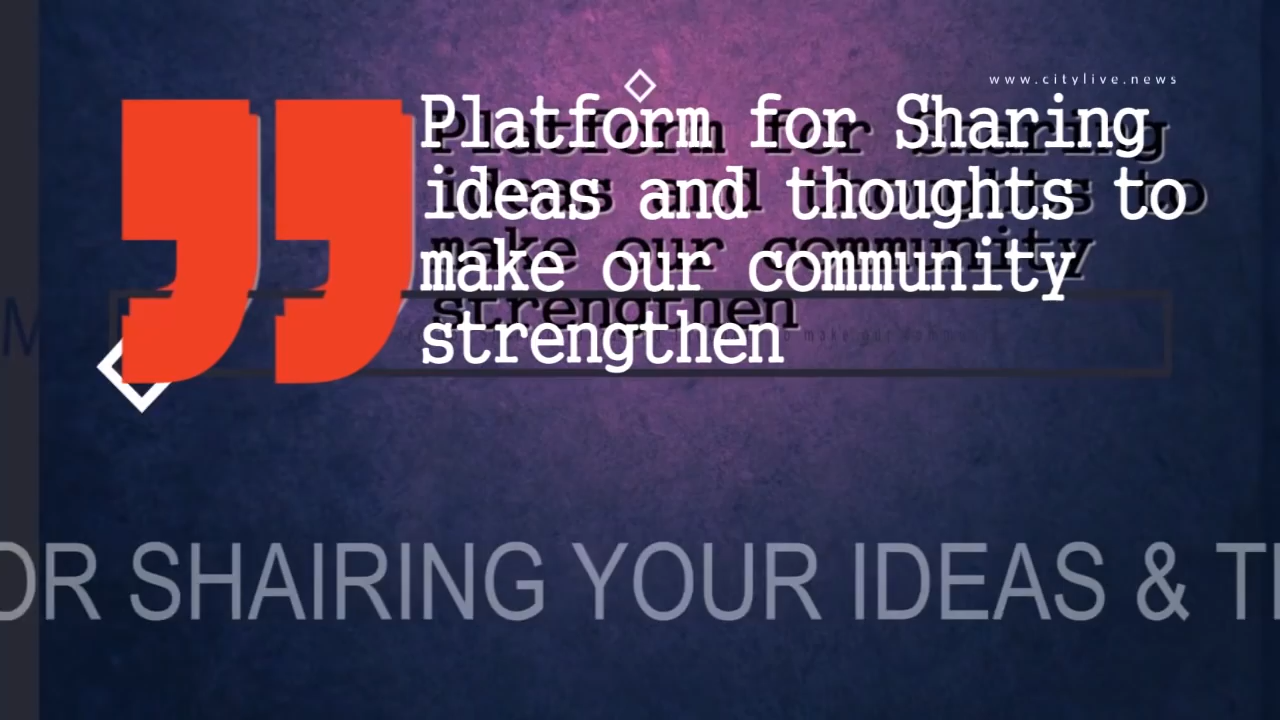 www.citylive.news
Platform for Sharing
ideas and thoughts to
make our community
strengthen
OR SHAIRING YOUR IDEAS & T